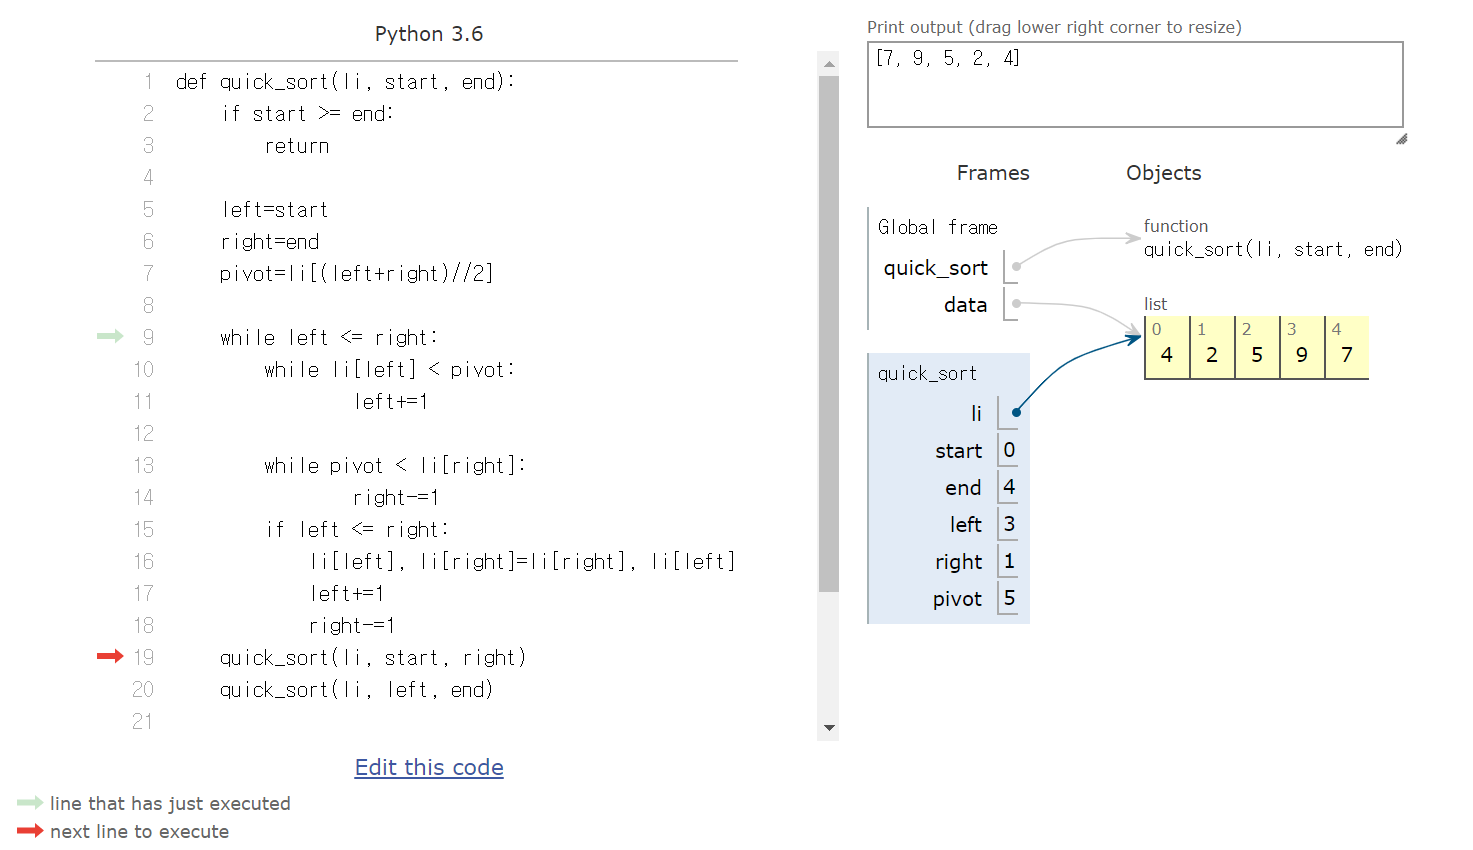 Python 3.6
1 def quick_sort(li, start, end):
2     if start >= end:
3         return
4
5     left=start
6     right=end
7     pivot=li[(left+right)//2]
8
9     while left <= right:
10         while li[left] < pivot:
11                 left+=1
12
13         while pivot < li[right]:
14                 right-=1
15         if left <= right:
16             li[left], li[right]=li[right], li[left]
17             left+=1
18             right-=1
19     quick_sort(li, start, right)
20     quick_sort(li, left, end)
21
Edit this code
line that has just executed
next line to execute
Print output (drag lower right corner to resize)
[7, 9, 5, 2, 4]
Frames Objects
Global frame
quick_sort
data
function
quick_sort(li, start, end)
list
0 1 2 3 4
4 2 5 9 7
quick_sort
li
start 0
end 4
left 3
right 1
pivot 5